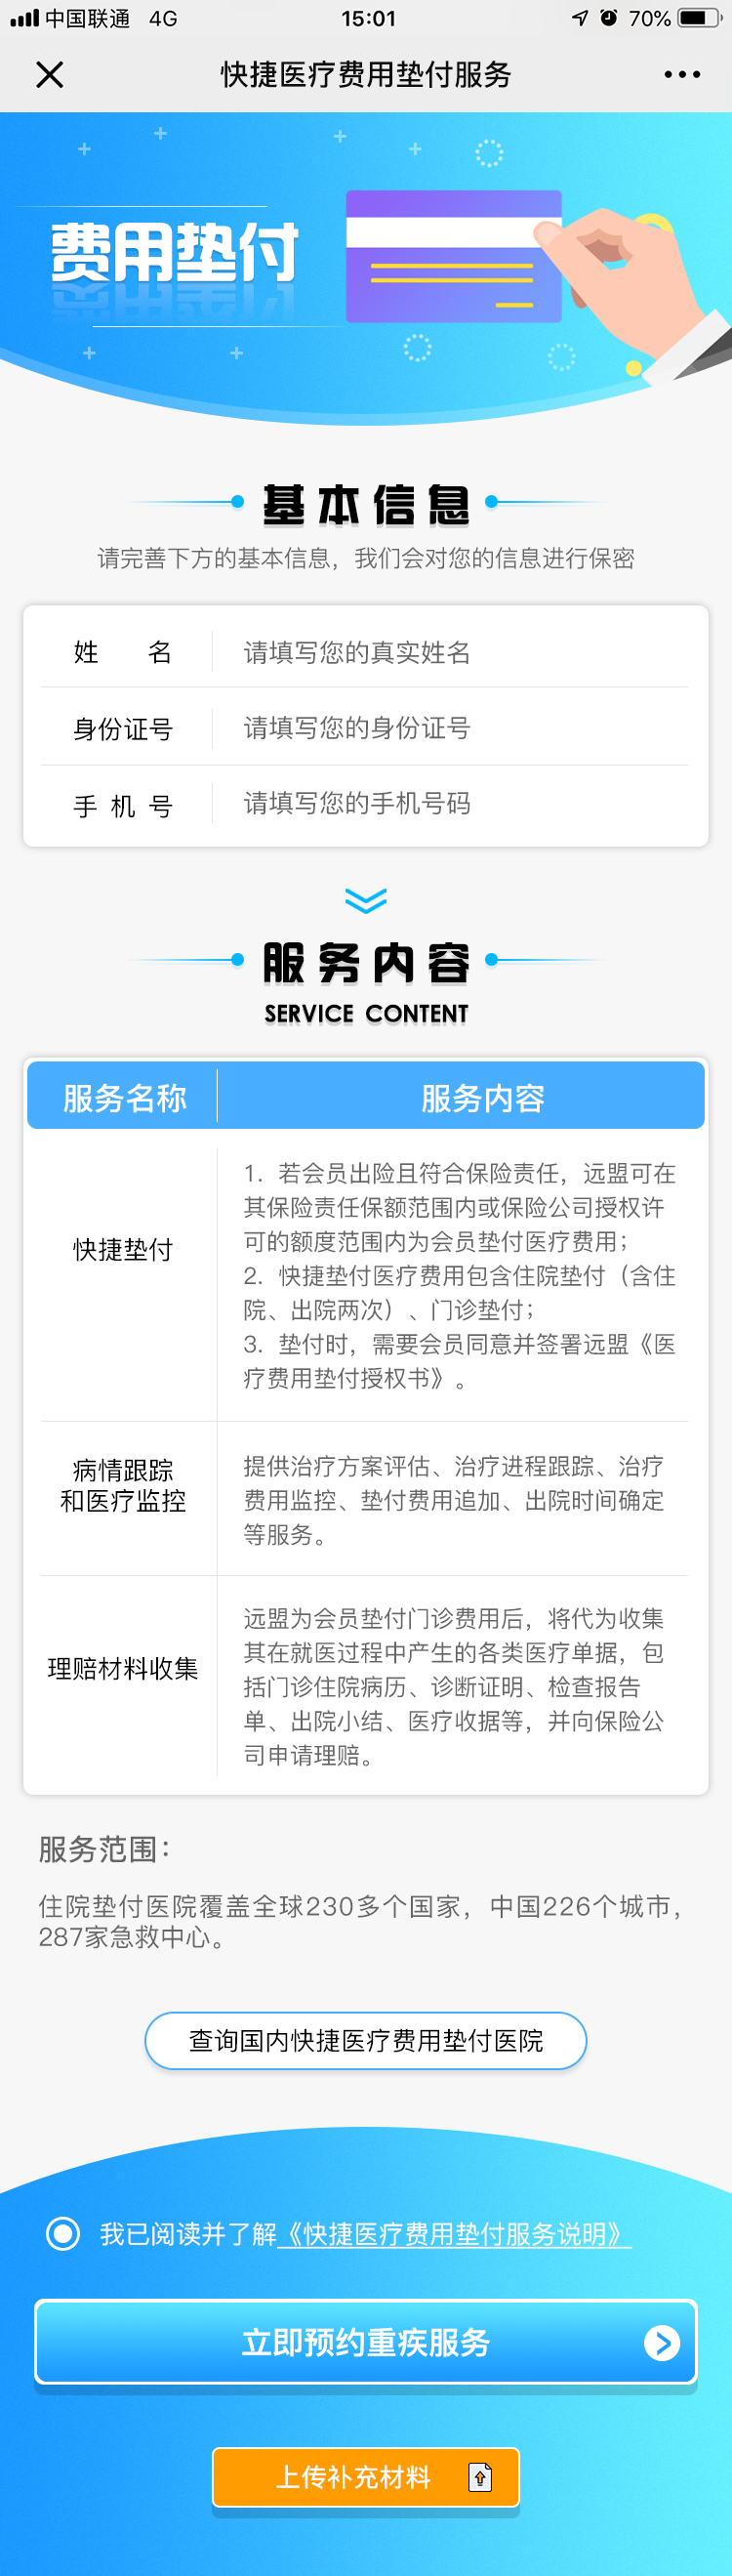 中国联通 4G 15:01 70%
快捷医疗费用垫付服务
费用垫付
基本信息
请完善下方的基本信息，我们会对您的信息进行保密
姓 名 请填写您的真实姓名
身份证号 请填写您的身份证号
手机号 请填写您的手机号码
服务内容
SERVICE CONTENT
服务名称 服务内容
快捷垫付
1. 若会员出险且符合保险责任，远盟可在
其保险责任保额范围内或保险公司授权许
可的额度范围内为会员垫付医疗费用；
2. 快捷垫付医疗费用包含住院垫付（含住
院、出院两次）、门诊垫付；
3. 垫付时，需要会员同意并签署远盟《医
疗费用垫付授权书》。
病情跟踪
和医疗监控
提供治疗方案评估、治疗进程跟踪、治疗
费用监控、垫付费用追加、出院时间确定
等服务。
理赔材料收集
远盟为会员垫付门诊费用后，将代为收集
其在就医过程中产生的各类医疗单据，包
括门诊住院病历、诊断证明、检查报告
单、出院小结、医疗收据等，并向保险公
司申请理赔。
服务范围：
住院垫付医院覆盖全球230多个国家，中国226个城市，
287家急救中心。
查询国内快捷医疗费用垫付医院
我已阅读并了解《快捷医疗费用垫付服务说明》
立即预约重疾服务
上传补充材料